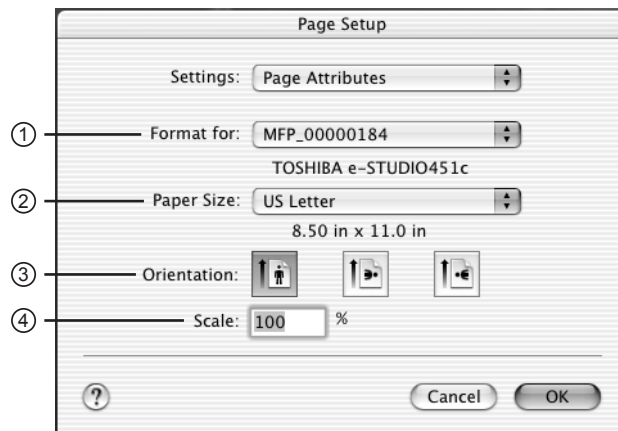 Page Setup
Settings: Page Attributes
① Format for: MFP_00000184
TOSHIBA e-STUDIO451c
② Paper Size: US Letter
8.50 in x 11.0 in
③ Orientation:
④ Scale: 100 %
? Cancel OK